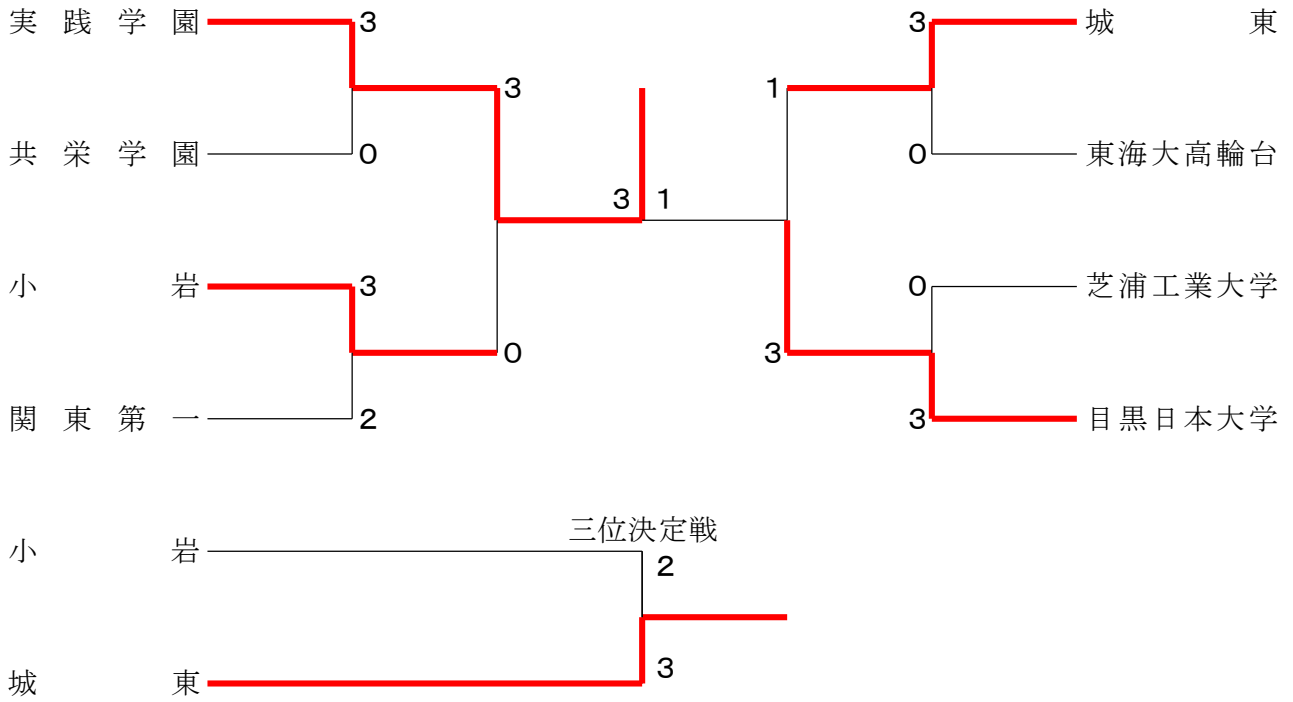 実践学園 3 3 城東
3 1
共栄学園 0 0 東海大高輪台
3 1
小岩 3 0 芝浦工業大学
0 3
関東第一 2 3 目黒日本大学
三位決定戦
小岩 2
城東 3